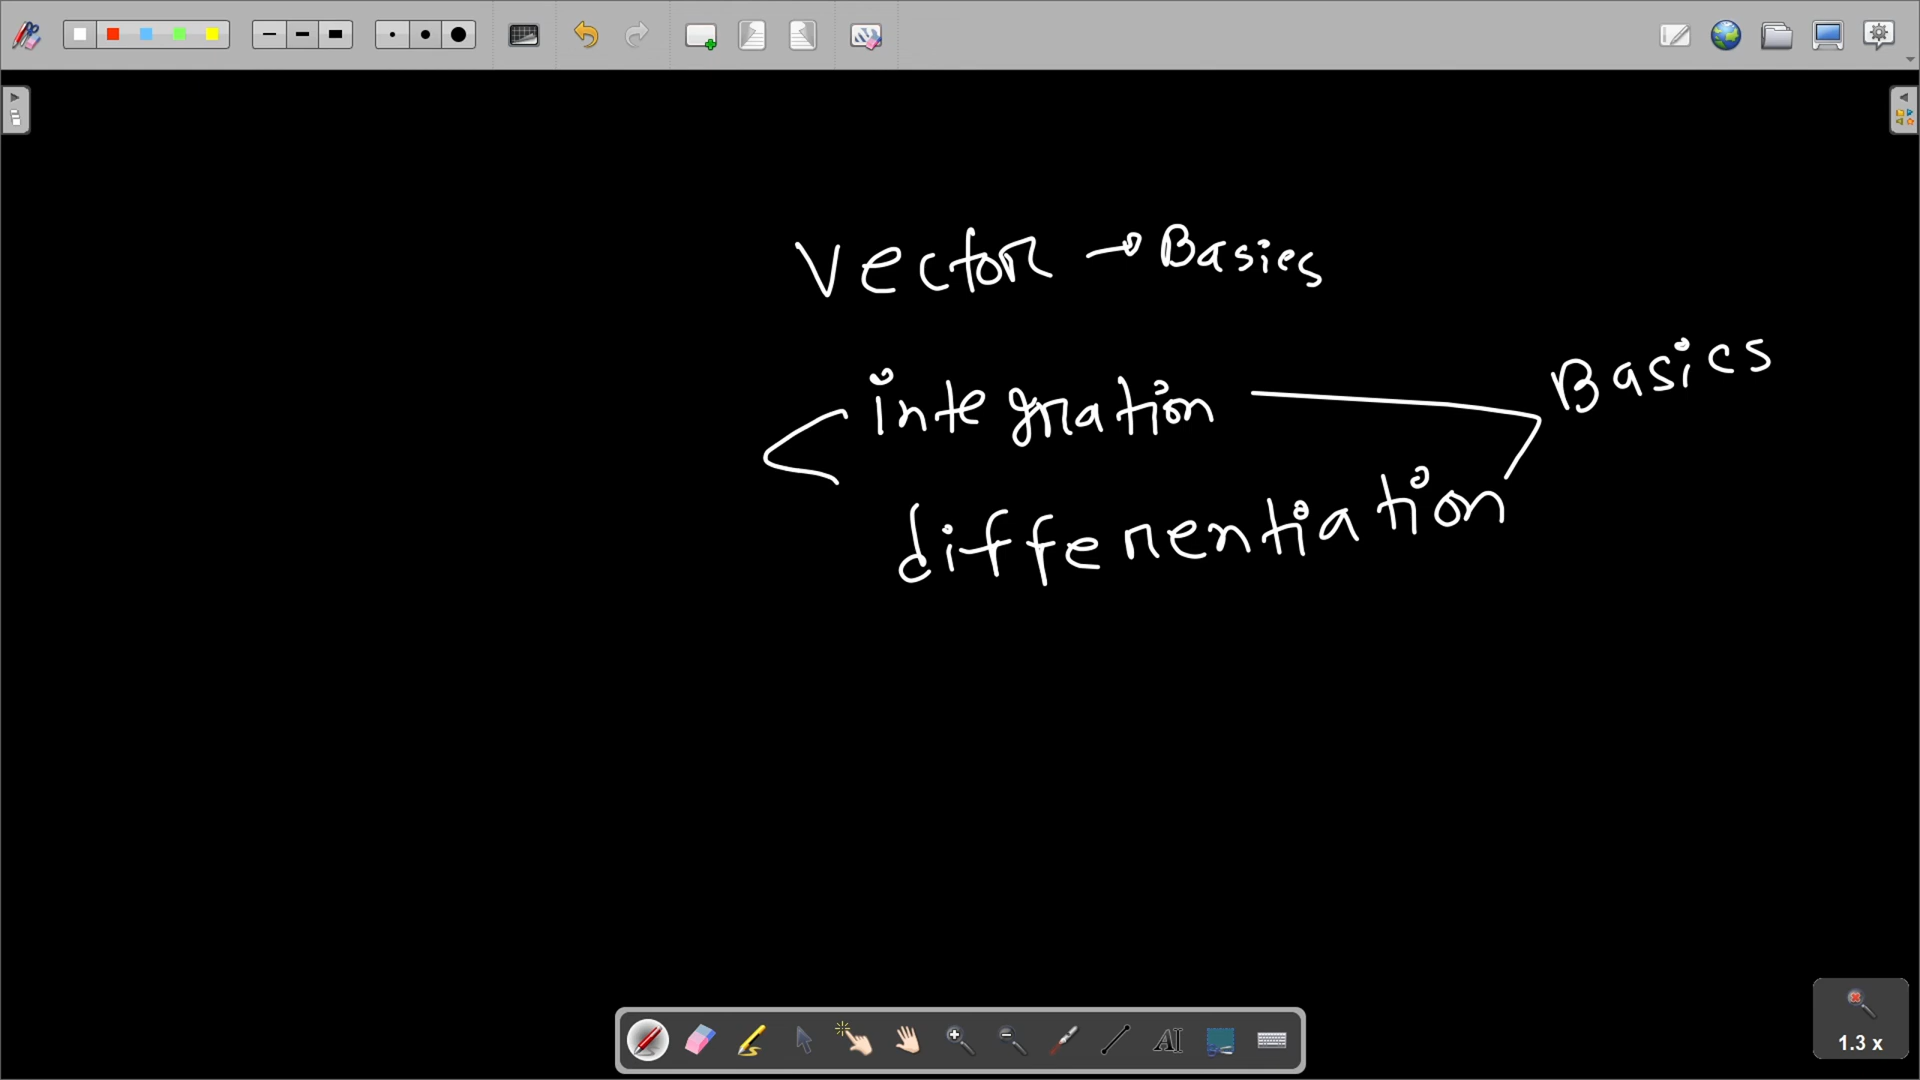 Vector → Basics
integration
Basics
differentiation
1.3 x